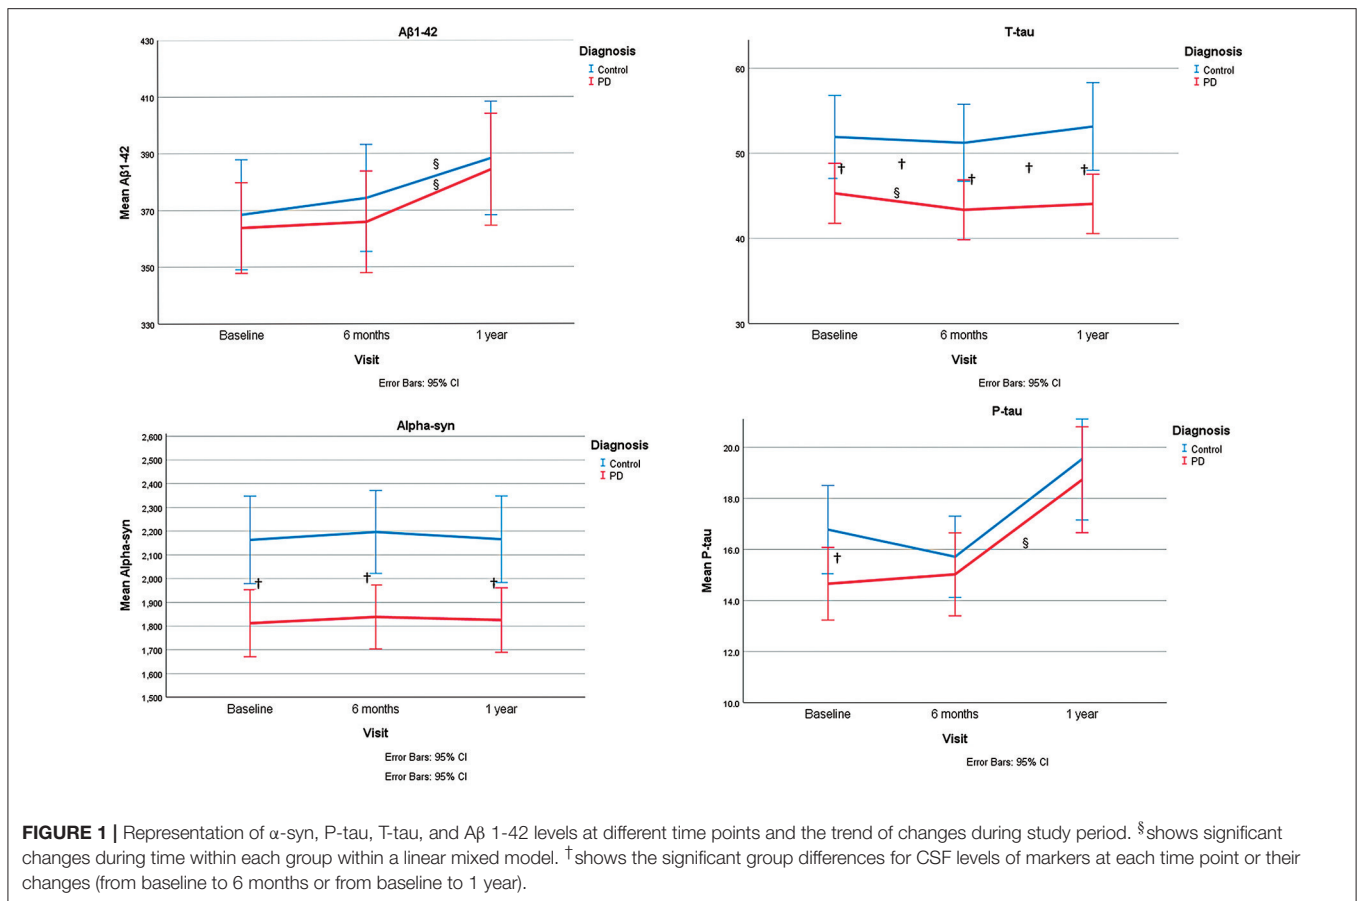 Aβ1-42
430
410
390
370
350
330
Mean Aβ1-42
§
§
Baseline
6 months
1 year
Visit
Error Bars: 95% CI
Diagnosis
Control
PD
T-tau
60
50
40
30
†
†
†
†
†
§
Baseline
6 months
1 year
Visit
Error Bars: 95% CI
Diagnosis
Control
PD
Alpha-syn
2,600
2,500
2,400
2,300
2,200
2,100
2,000
1,900
1,800
1,700
1,600
1,500
Mean Alpha-syn
†
†
†
Baseline
6 months
1 year
Visit
Error Bars: 95% CI
Error Bars: 95% CI
Diagnosis
Control
PD
P-tau
20.0
18.0
16.0
14.0
12.0
10.0
Mean P-tau
†
§
Baseline
6 months
1 year
Visit
Error Bars: 95% CI
Diagnosis
Control
PD
FIGURE 1 | Representation of α-syn, P-tau, T-tau, and Aβ 1-42 levels at different time points and the trend of changes during study period. §shows significant
changes during time within each group within a linear mixed model. †shows the significant group differences for CSF levels of markers at each time point or their
changes (from baseline to 6 months or from baseline to 1 year).